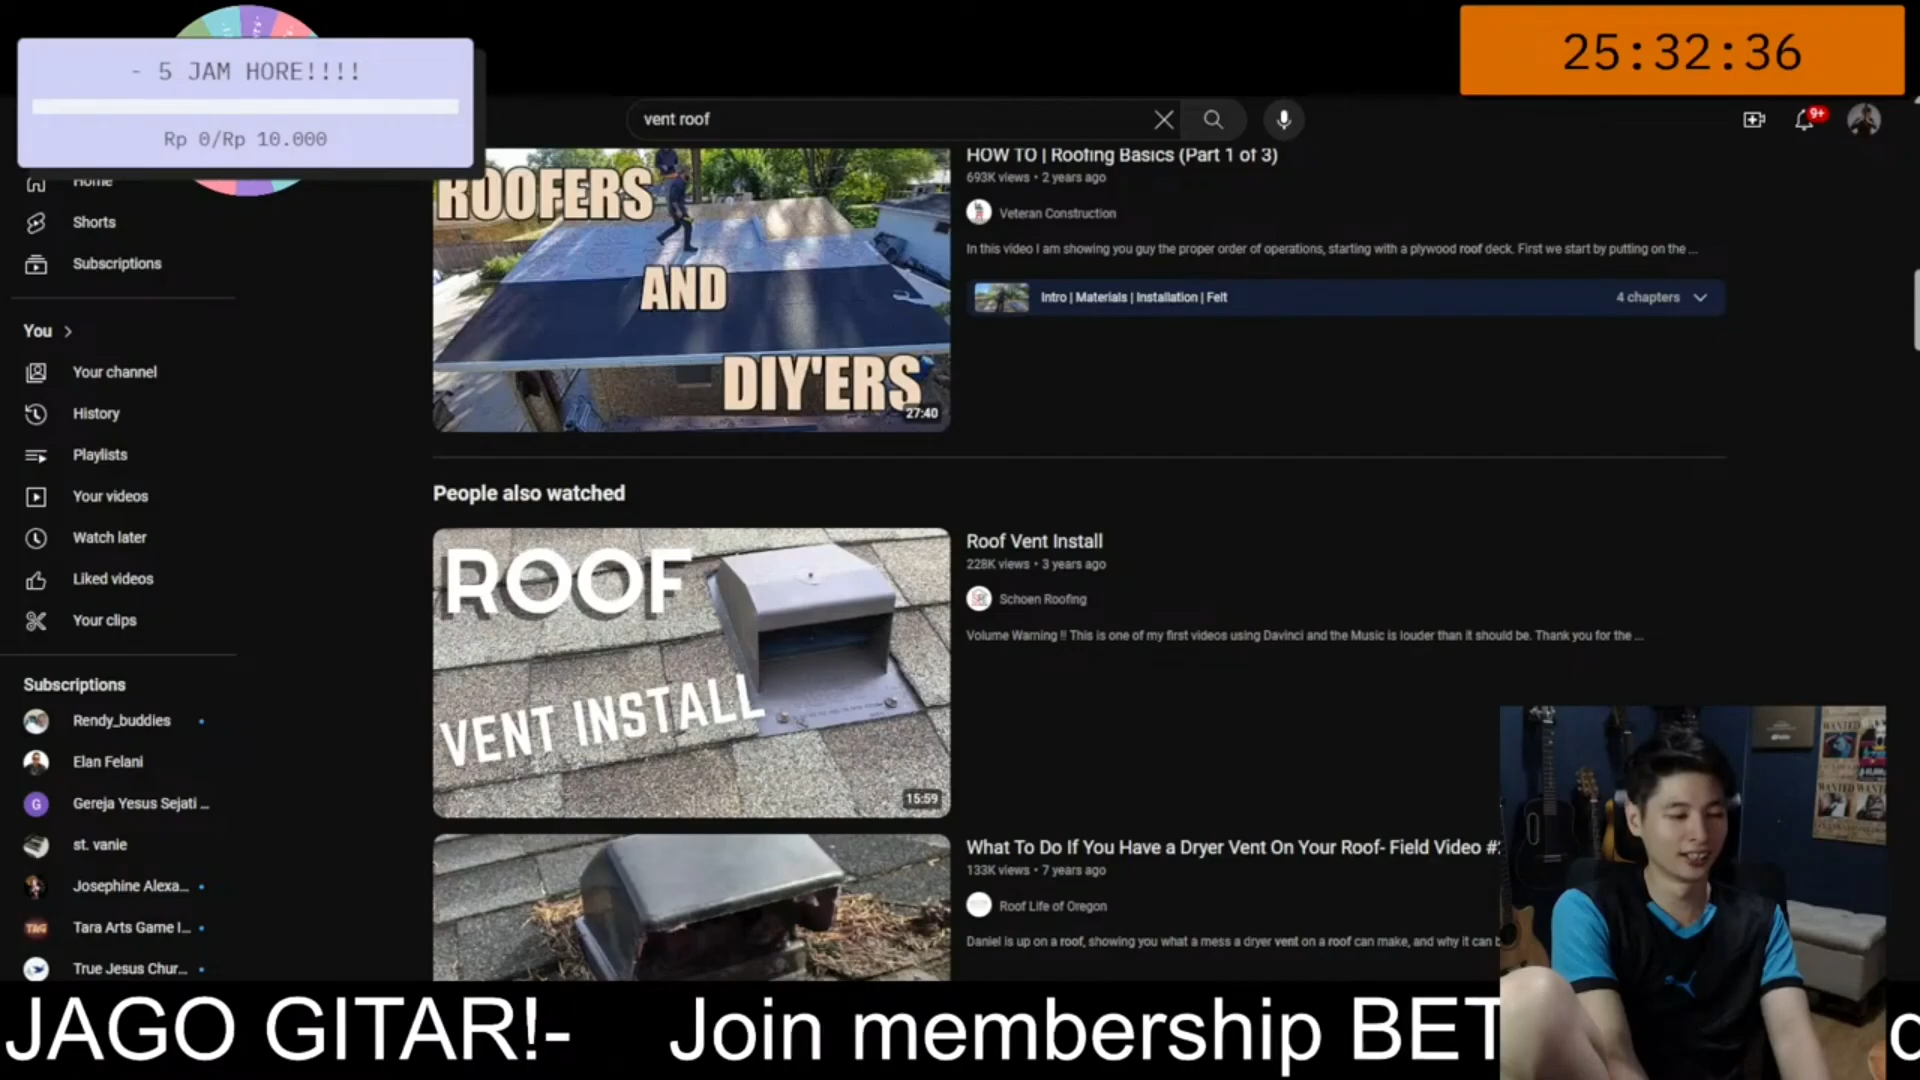 - 5 JAM HORE!!!!
Rp 0/Rp 10.000
25:32:36
vent roof
9+
Home
Shorts
Subscriptions
You
Your channel
History
Playlists
Your videos
Watch later
Liked videos
Your clips
Subscriptions
Rendy_buddies
Elan Felani
G
Gereja Yesus Sejati ...
st. vanie
Josephine Alexa...
TAG
Tara Arts Game I...
True Jesus Chur...
ROOFERS
AND
DIY'ERS
27:40
HOW TO | Roofing Basics (Part 1 of 3)
693K views • 2 years ago
Veteran Construction
In this video I am showing you guy the proper order of operations, starting with a plywood roof deck. First we start by putting on the ...
Intro | Materials | Installation | Felt
4 chapters
People also watched
ROOF
VENT INSTALL
15:59
Roof Vent Install
228K views • 3 years ago
Schoen Roofing
Volume Warning !! This is one of my first videos using Davinci and the Music is louder than it should be. Thank you for the ...
What To Do If You Have a Dryer Vent On Your Roof- Field Video #
133K views • 7 years ago
Roof Life of Oregon
Daniel is up on a roof, showing you what a mess a dryer vent on a roof can make, and why it can
WANTED
WANTED WANTED
JAGO GITAR!- Join membership BET